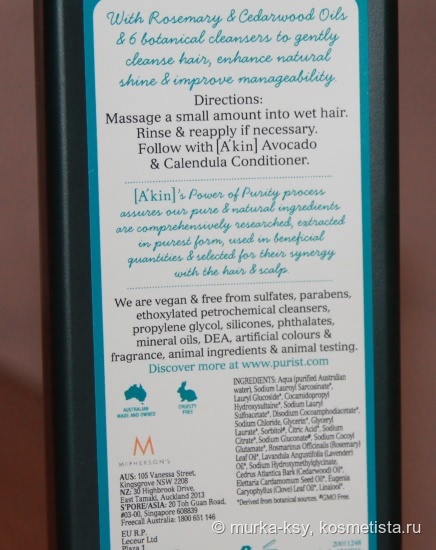 With Rosemary & Cedarwood Oils
& 6 botanical cleansers to gently
cleanse hair, enhance natural
shine & improve manageability.
Directions:
Massage a small amount into wet hair.
Rinse & reapply if necessary.
Follow with [A'kin] Avocado
& Calendula Conditioner.
[A'kin]'s Power of Purity process
assures our pure & natural ingredients
are comprehensively researched, extracted
in purest form, used in beneficial
quantities & selected for their synergy
with the hair & scalp.
We are vegan & free from sulfates, parabens,
ethoxylated petrochemical cleansers,
propylene glycol, silicones, phthalates,
mineral oils, DEA, artificial colours &
fragrance, animal ingredients & animal testing.
Discover more at www.purist.com
AUSTRALIAN
MADE AND OWNED
CRUELTY
FREE
M
McPHERSON'S
AUS: 105 Vanessa Street,
Kingsgrove NSW 2208
NZ: 30 Highbrook Drive,
East Tamaki, Auckland 2013
S'PORE/ASIA: 20 Toh Guan Road,
#03-00, Singapore 608839
Freecall Australia: 1800 651 146
EU R.P.
Leceur Ltd
Plaza 1
INGREDIENTS: Aqua (purified Australian
water), Sodium Lauroyl Sarcosinate*,
Lauryl Glucoside*, Cocamidopropyl
Hydroxysultaine*, Sodium Lauryl
Sulfoacetate*, Disodium Cocoamphodiacetate*,
Sodium Chloride, Glycerin*, Glyceryl
Laurate*, Sorbitol#, Citric Acid*, Sodium
Citrate*, Sodium Gluconate#, Sodium Cocoyl
Glutamate*, Rosmarinus Officinalis (Rosemary)
Leaf Oil*, Lavandula Angustifolia (Lavender)
Oil*, Sodium Hydroxymethylglycinate,
Cedrus Atlantica Bark (Cedarwood) Oil*,
Elettaria Cardamomum Seed Oil*, Eugenia
Caryophyllus (Clove) Leaf Oil*, Linalool*.
*Derived from botanical sources. #GMO Free.
20011248
© murka-ksy, kosmetista.ru